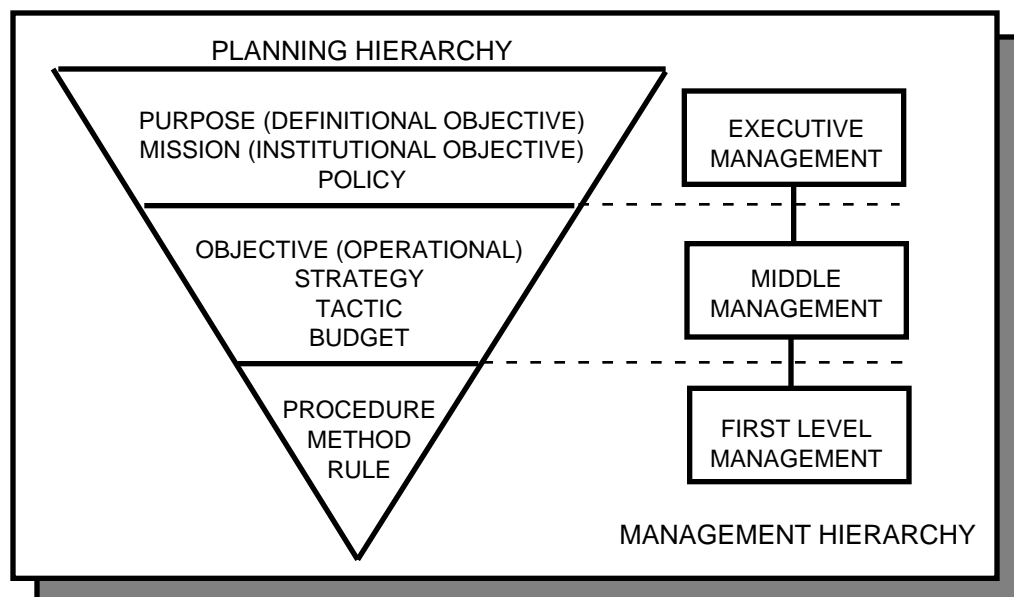 PLANNING HIERARCHY
PURPOSE (DEFINITIONAL OBJECTIVE)
MISSION (INSTITUTIONAL OBJECTIVE)
POLICY
OBJECTIVE (OPERATIONAL)
STRATEGY
TACTIC
BUDGET
PROCEDURE
METHOD
RULE
EXECUTIVE
MANAGEMENT
MIDDLE
MANAGEMENT
FIRST LEVEL
MANAGEMENT
MANAGEMENT HIERARCHY